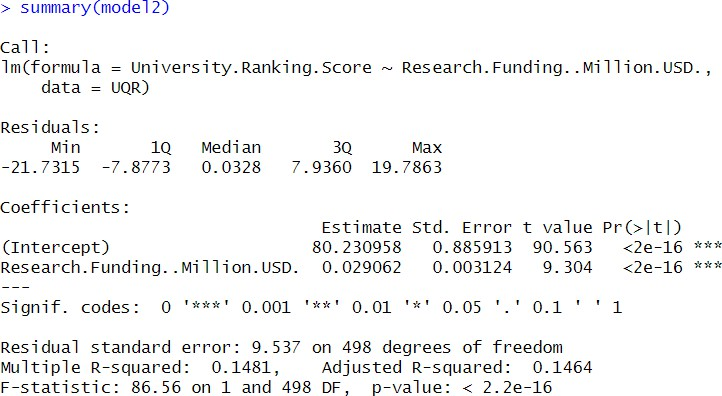 > summary(model2)

Call:
lm(formula = University.Ranking.Score ~ Research.Funding..Million.USD.,
    data = UQR)

Residuals:
     Min       1Q   Median       3Q      Max
-21.7315  -7.8773   0.0328   7.9360  19.7863

Coefficients:
                                Estimate Std. Error t value Pr(>|t|)
(Intercept)                    80.230958   0.885913  90.563   <2e-16 ***
Research.Funding..Million.USD.  0.029062   0.003124   9.304   <2e-16 ***
---
Signif. codes:  0 '***' 0.001 '**' 0.01 '*' 0.05 '.' 0.1 ' ' 1

Residual standard error: 9.537 on 498 degrees of freedom
Multiple R-squared:  0.1481,    Adjusted R-squared:  0.1464
F-statistic: 86.56 on 1 and 498 DF,  p-value: < 2.2e-16